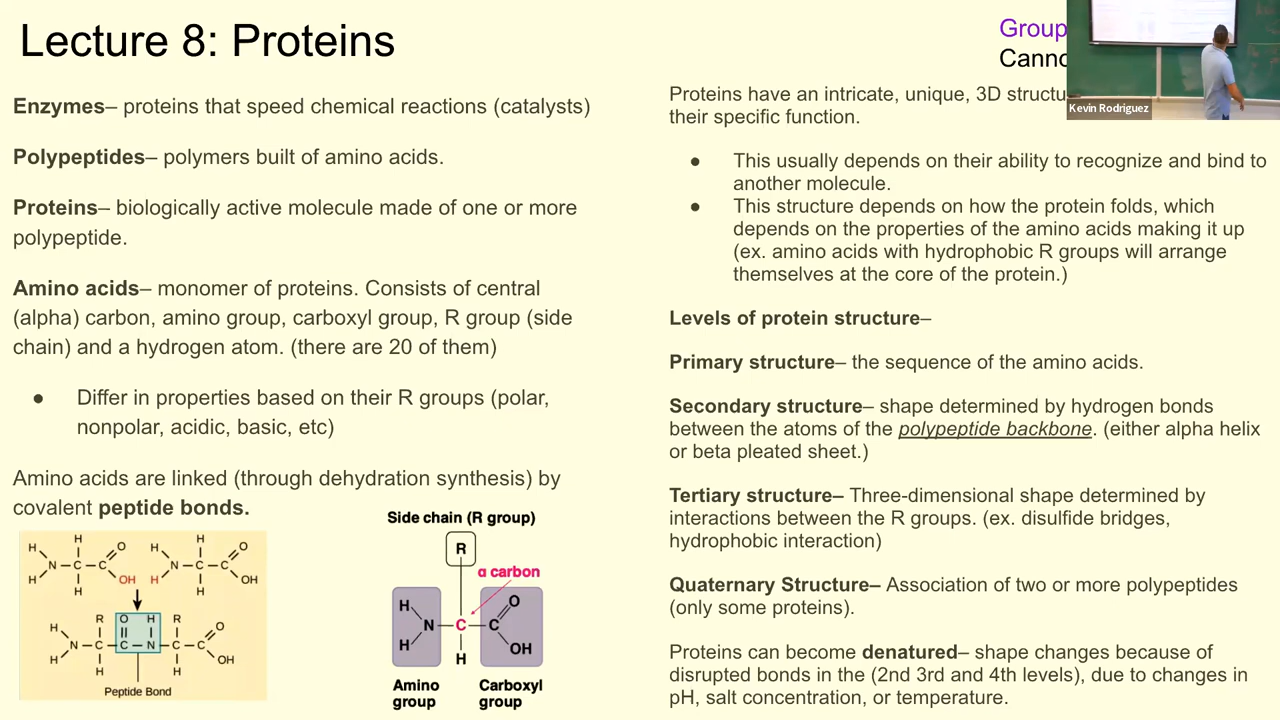 Lecture 8: Proteins
Enzymes– proteins that speed chemical reactions (catalysts)
Polypeptides– polymers built of amino acids.
Proteins– biologically active molecule made of one or more
polypeptide.
Amino acids– monomer of proteins. Consists of central
(alpha) carbon, amino group, carboxyl group, R group (side
chain) and a hydrogen atom. (there are 20 of them)
● Differ in properties based on their R groups (polar,
nonpolar, acidic, basic, etc)
Amino acids are linked (through dehydration synthesis) by
covalent peptide bonds.
H H O H H O
N C C N C C
H H OH H H OH
R O H R O
H N C C N C C
H H H OH
Peptide Bond
Side chain (R group)
R
α carbon
H O
N C C
H H OH
Amino Carboxyl
group group
Group
Kevin Rodriguez
Proteins have an intricate, unique, 3D
their specific function.
● This usually depends on their ability to recognize and bind to
another molecule.
● This structure depends on how the protein folds, which
depends on the properties of the amino acids making it up
(ex. amino acids with hydrophobic R groups will arrange
themselves at the core of the protein.)
Levels of protein structure–
Primary structure– the sequence of the amino acids.
Secondary structure– shape determined by hydrogen bonds
between the atoms of the polypeptide backbone. (either alpha helix
or beta pleated sheet.)
Tertiary structure– Three-dimensional shape determined by
interactions between the R groups. (ex. disulfide bridges,
hydrophobic interaction)
Quaternary Structure– Association of two or more polypeptides
(only some proteins).
Proteins can become denatured– shape changes because of
disrupted bonds in the (2nd 3rd and 4th levels), due to changes in
pH, salt concentration, or temperature.